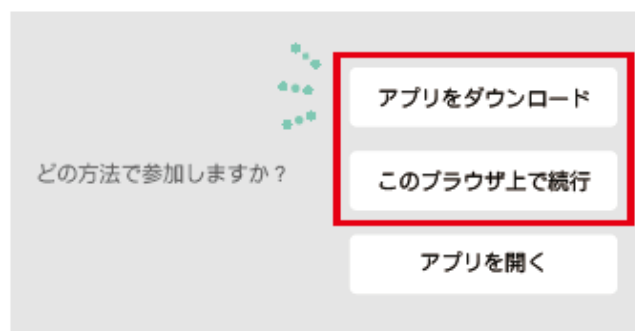 アプリをダウンロード
どの方法で参加しますか？
このブラウザ上で続行
アプリを開く